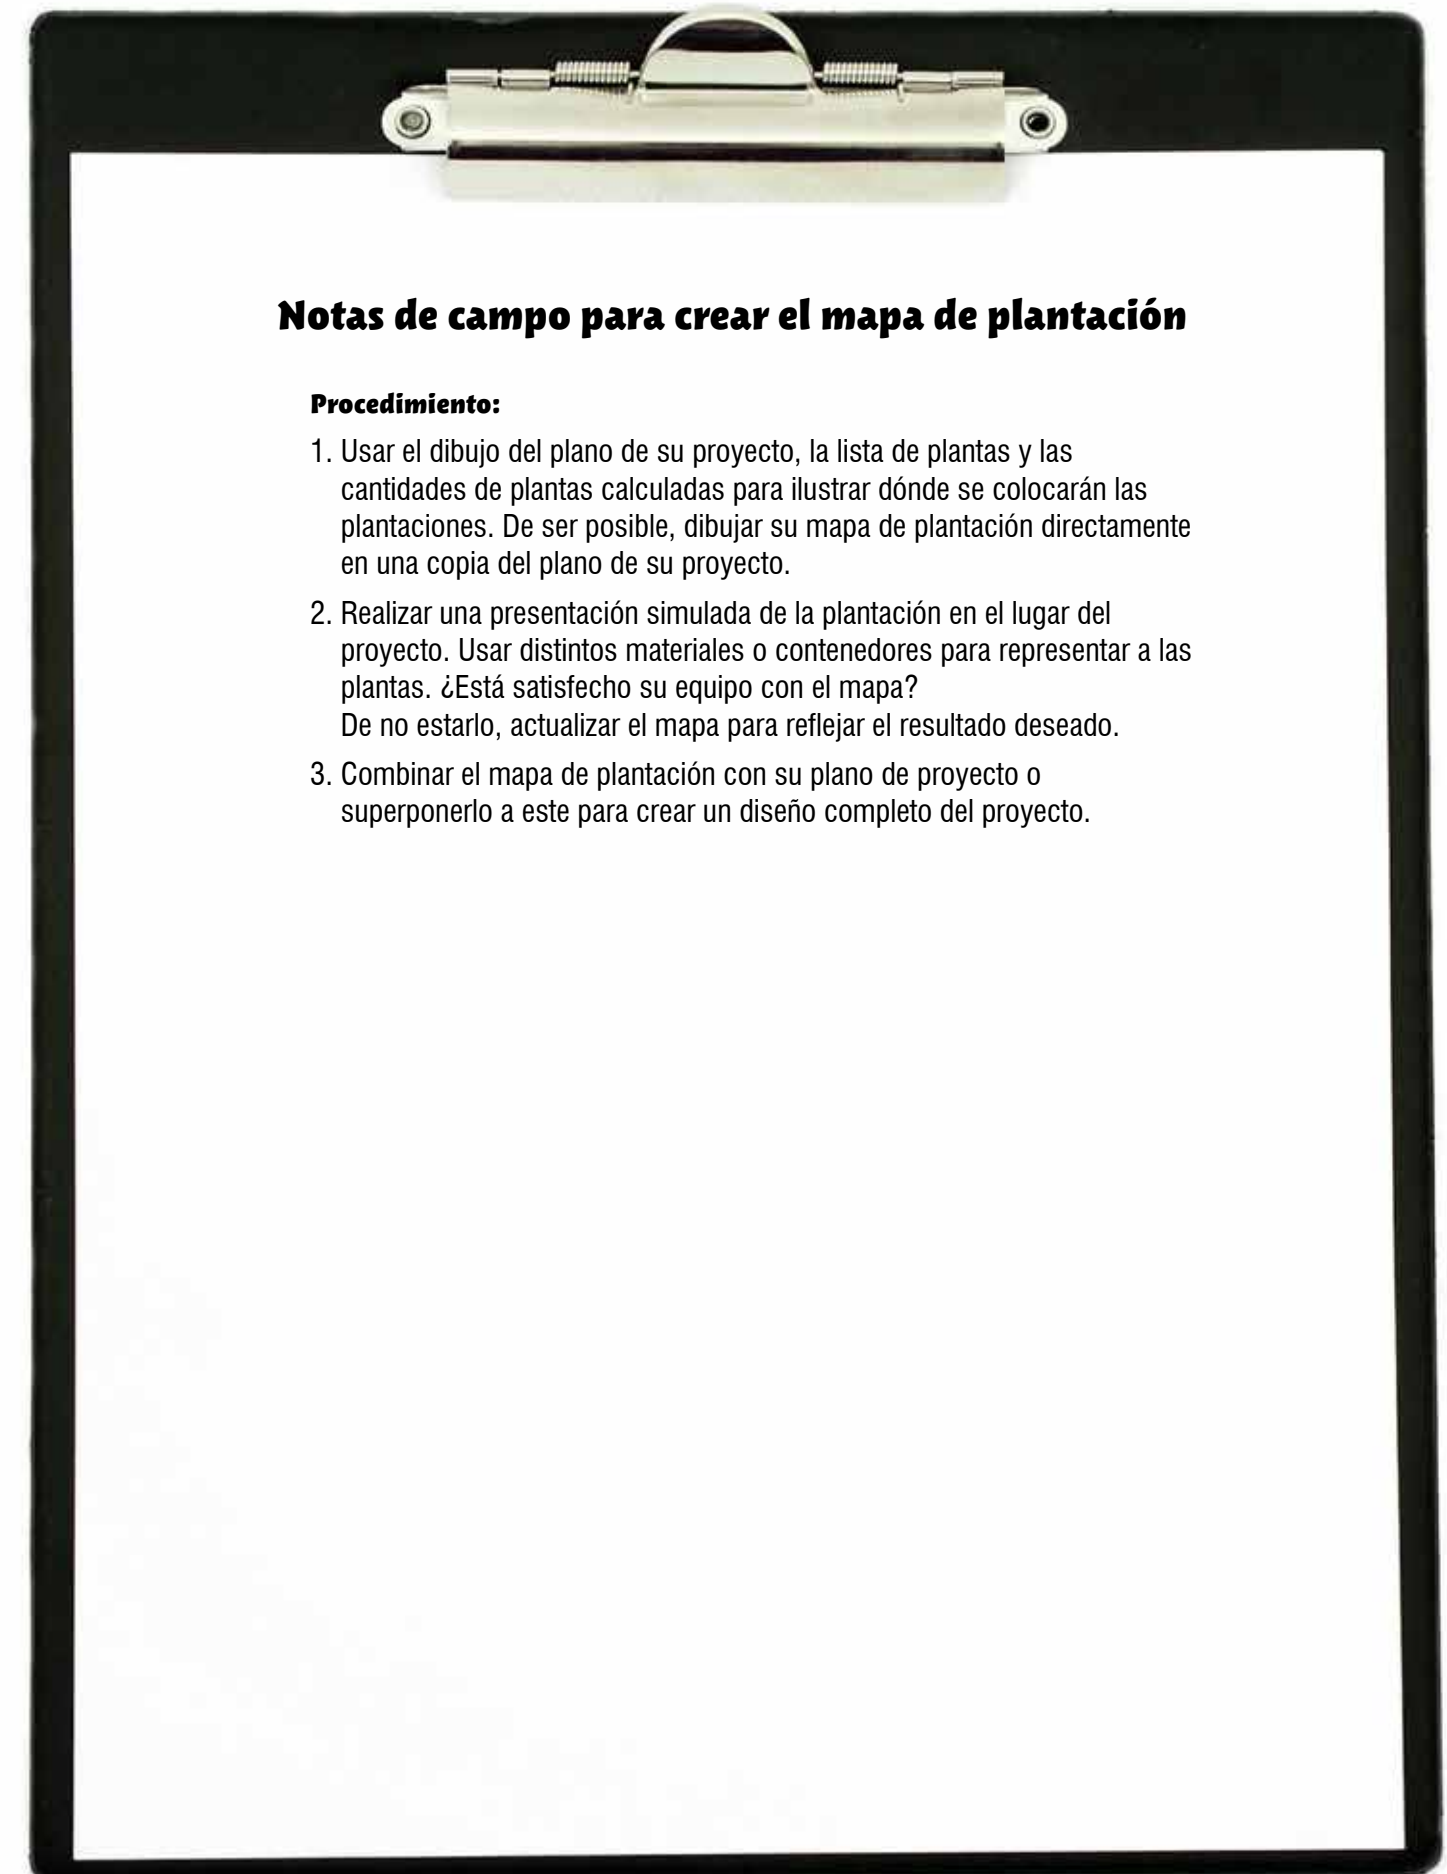 Notas de campo para crear el mapa de plantación
Procedimiento:
1. Usar el dibujo del plano de su proyecto, la lista de plantas y las
cantidades de plantas calculadas para ilustrar dónde se colocarán las
plantaciones. De ser posible, dibujar su mapa de plantación directamente
en una copia del plano de su proyecto.
2. Realizar una presentación simulada de la plantación en el lugar del
proyecto. Usar distintos materiales o contenedores para representar a las
plantas. ¿Está satisfecho su equipo con el mapa?
De no estarlo, actualizar el mapa para reflejar el resultado deseado.
3. Combinar el mapa de plantación con su plano de proyecto o
superponerlo a este para crear un diseño completo del proyecto.